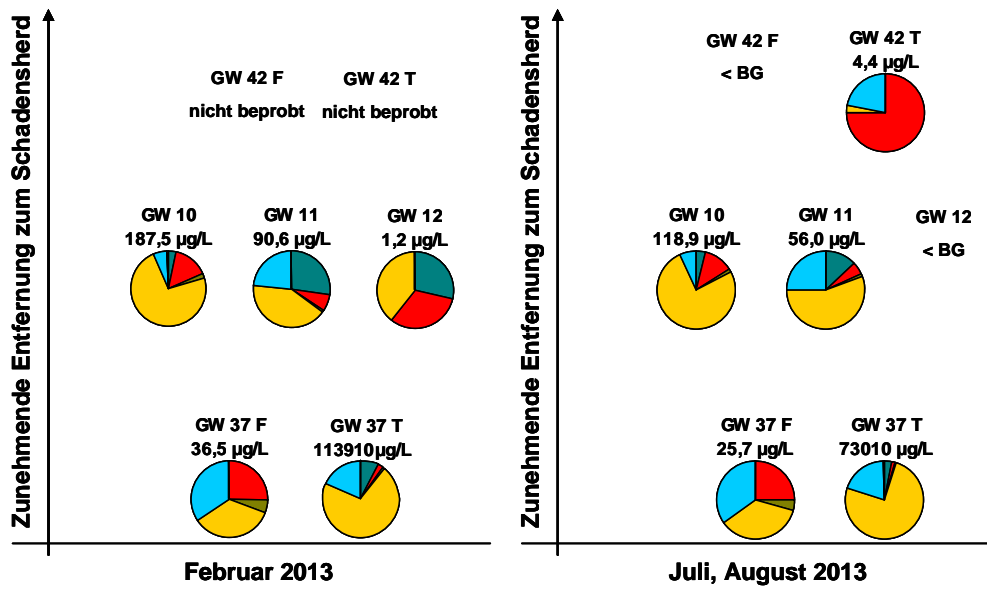 Zunehmende Entfernung zum Schadensherd
GW 42 F
nicht beprobt
GW 42 T
nicht beprobt
GW 10
187,5 µg/L
GW 11
90,6 µg/L
GW 12
1,2 µg/L
GW 37 F
36,5 µg/L
GW 37 T
113910µg/L
Februar 2013
Zunehmende Entfernung zum Schadensherd
GW 42 F
< BG
GW 42 T
4,4 µg/L
GW 10
118,9 µg/L
GW 11
56,0 µg/L
GW 12
< BG
GW 37 F
25,7 µg/L
GW 37 T
73010 µg/L
Juli, August 2013